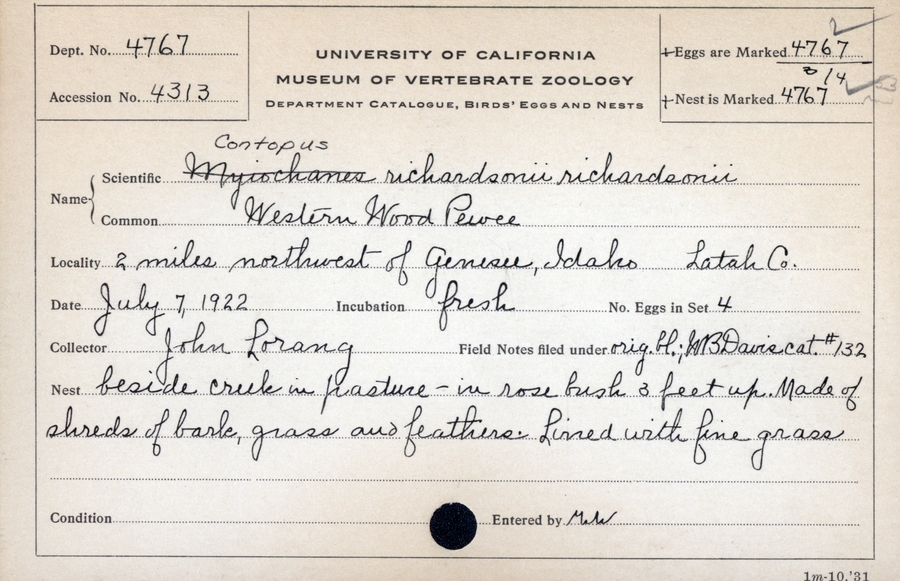 Dept. No. 4767
Accession No. 4313
UNIVERSITY OF CALIFORNIA
MUSEUM OF VERTEBRATE ZOOLOGY
DEPARTMENT CATALOGUE, BIRDS' EGGS AND NESTS
Eggs are Marked 4767
3/4
Nest is Marked 4767
Contopus
Name Scientific Myiochanes richardsonii richardsonii
Common Western Wood Pewee
Locality 2 miles northwest of Genesee, Idaho Latah Co.
Date July 7, 1922 Incubation fresh No. Eggs in Set 4
Collector John Lorang Field Notes filed under orig. bl.; WB Davis cat. #132
Nest beside creek in pasture - in rose bush 3 feet up. Made of
shreds of bark, grass and feathers. Lined with fine grass
Condition Entered by
1m-10,'31